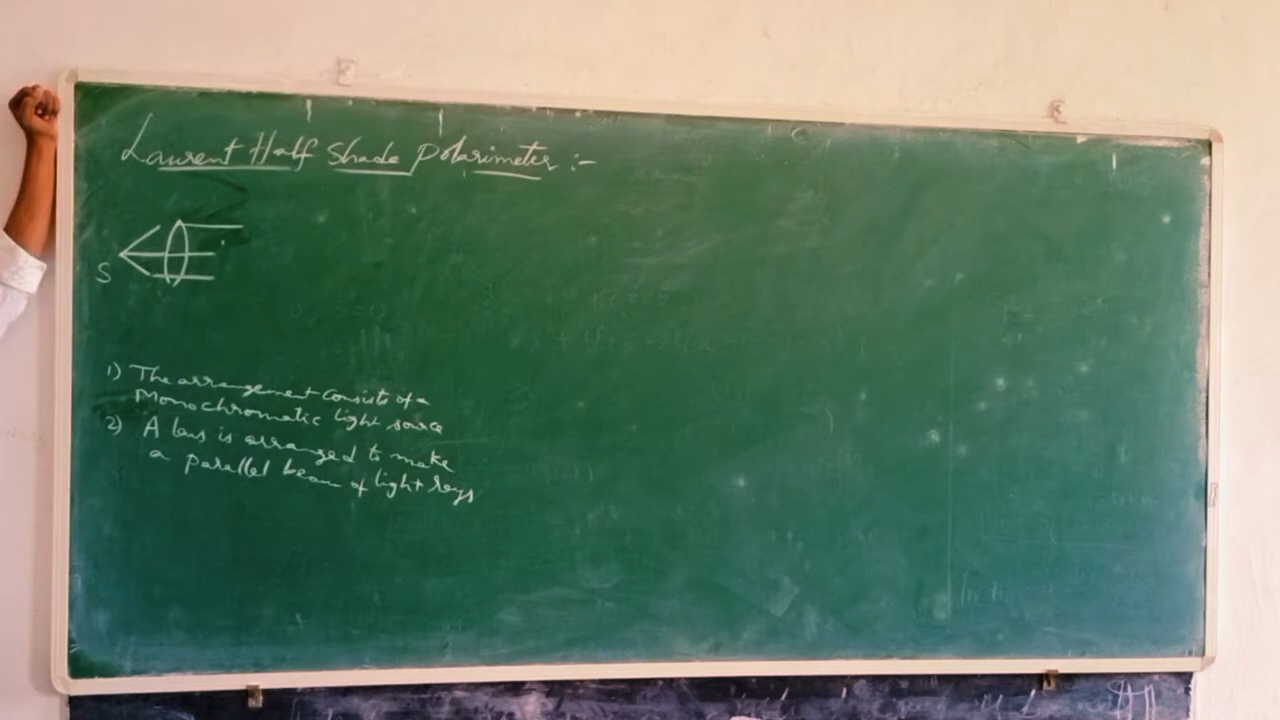 Laurent Half Shade Polarimeter :-
S
1) The arrangement consists of a
Monochromatic light source
2) A lens is arranged to make
a parallel beam of light rays